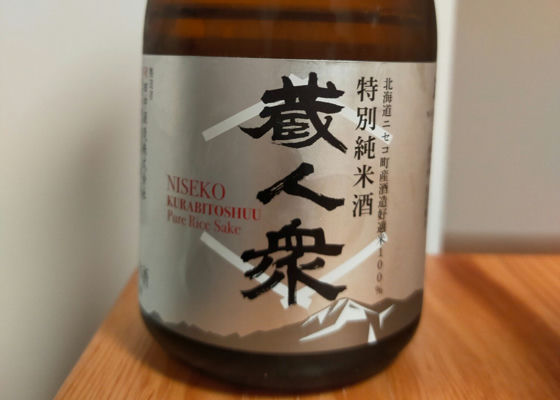 北海道ニセコ町産酒造好適米100%
特別純米酒
蔵人衆
NISEKO
KURABITOSHUU
Pure Rice Sake